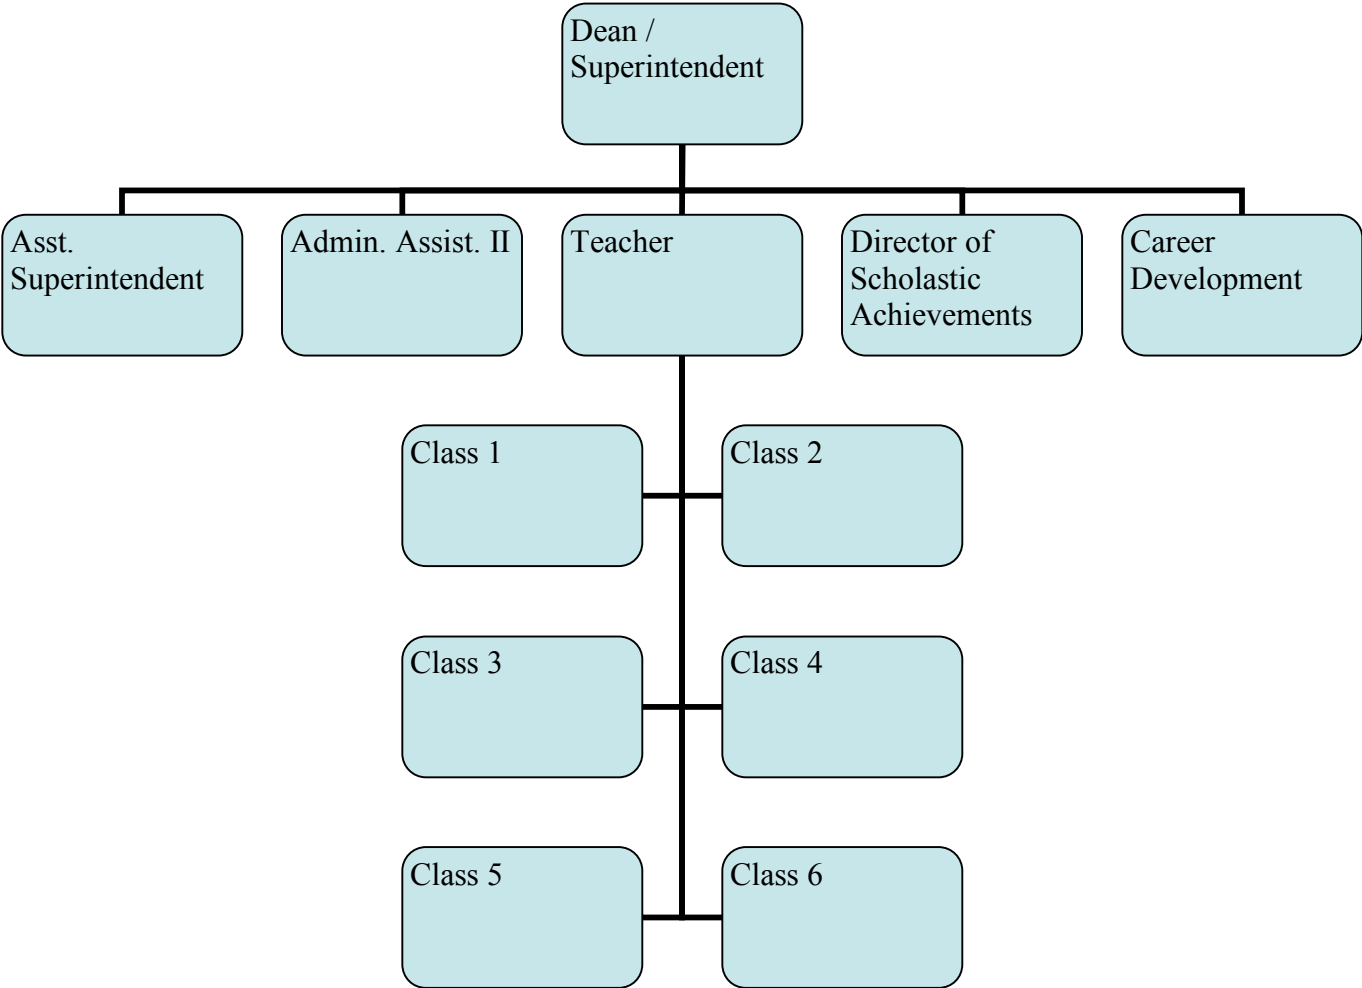 Dean /
Superintendent
Asst.
Superintendent
Admin. Assist. II
Teacher
Director of
Scholastic
Achievements
Career
Development
Class 1
Class 2
Class 3
Class 4
Class 5
Class 6